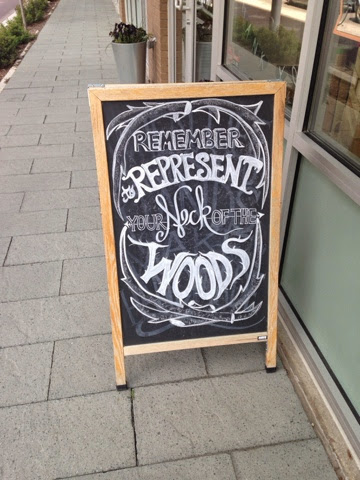 REMEMBER
to REPRESENT
YOUR Neck OF THE
WOODS